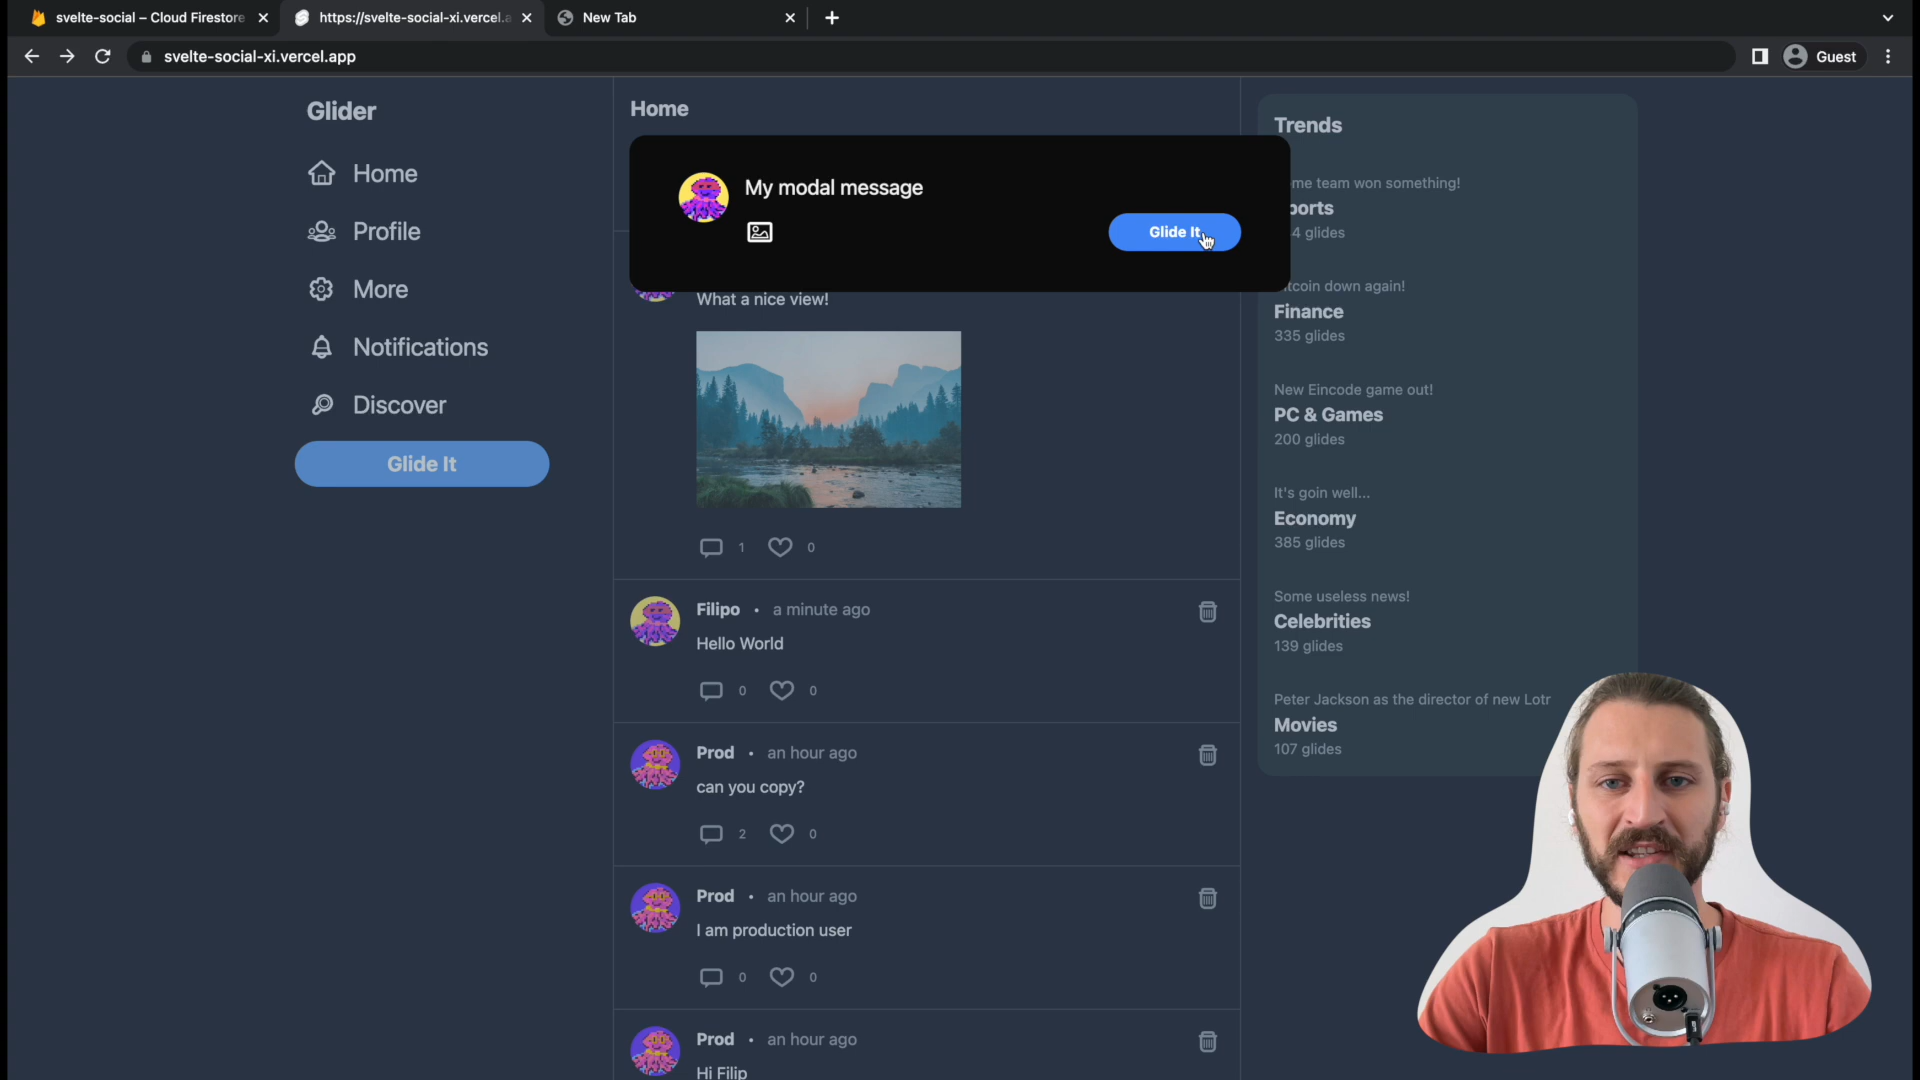 svelte-social – Cloud Firestore
https://svelte-social-xi.vercel.a
New Tab
svelte-social-xi.vercel.app
Guest
Glider
Home
Profile
More
Notifications
Discover
Glide It
Home
My modal message
Glide It
What a nice view!
1 0
Filipo • a minute ago
Hello World
0 0
Prod • an hour ago
can you copy?
2 0
Prod • an hour ago
I am production user
0 0
Prod • an hour ago
Hi Filip
Trends
me team won something!
ports
4 glides
tcoin down again!
Finance
335 glides
New Eincode game out!
PC & Games
200 glides
It's goin well...
Economy
385 glides
Some useless news!
Celebrities
139 glides
Peter Jackson as the director of new Lotr
Movies
107 glides